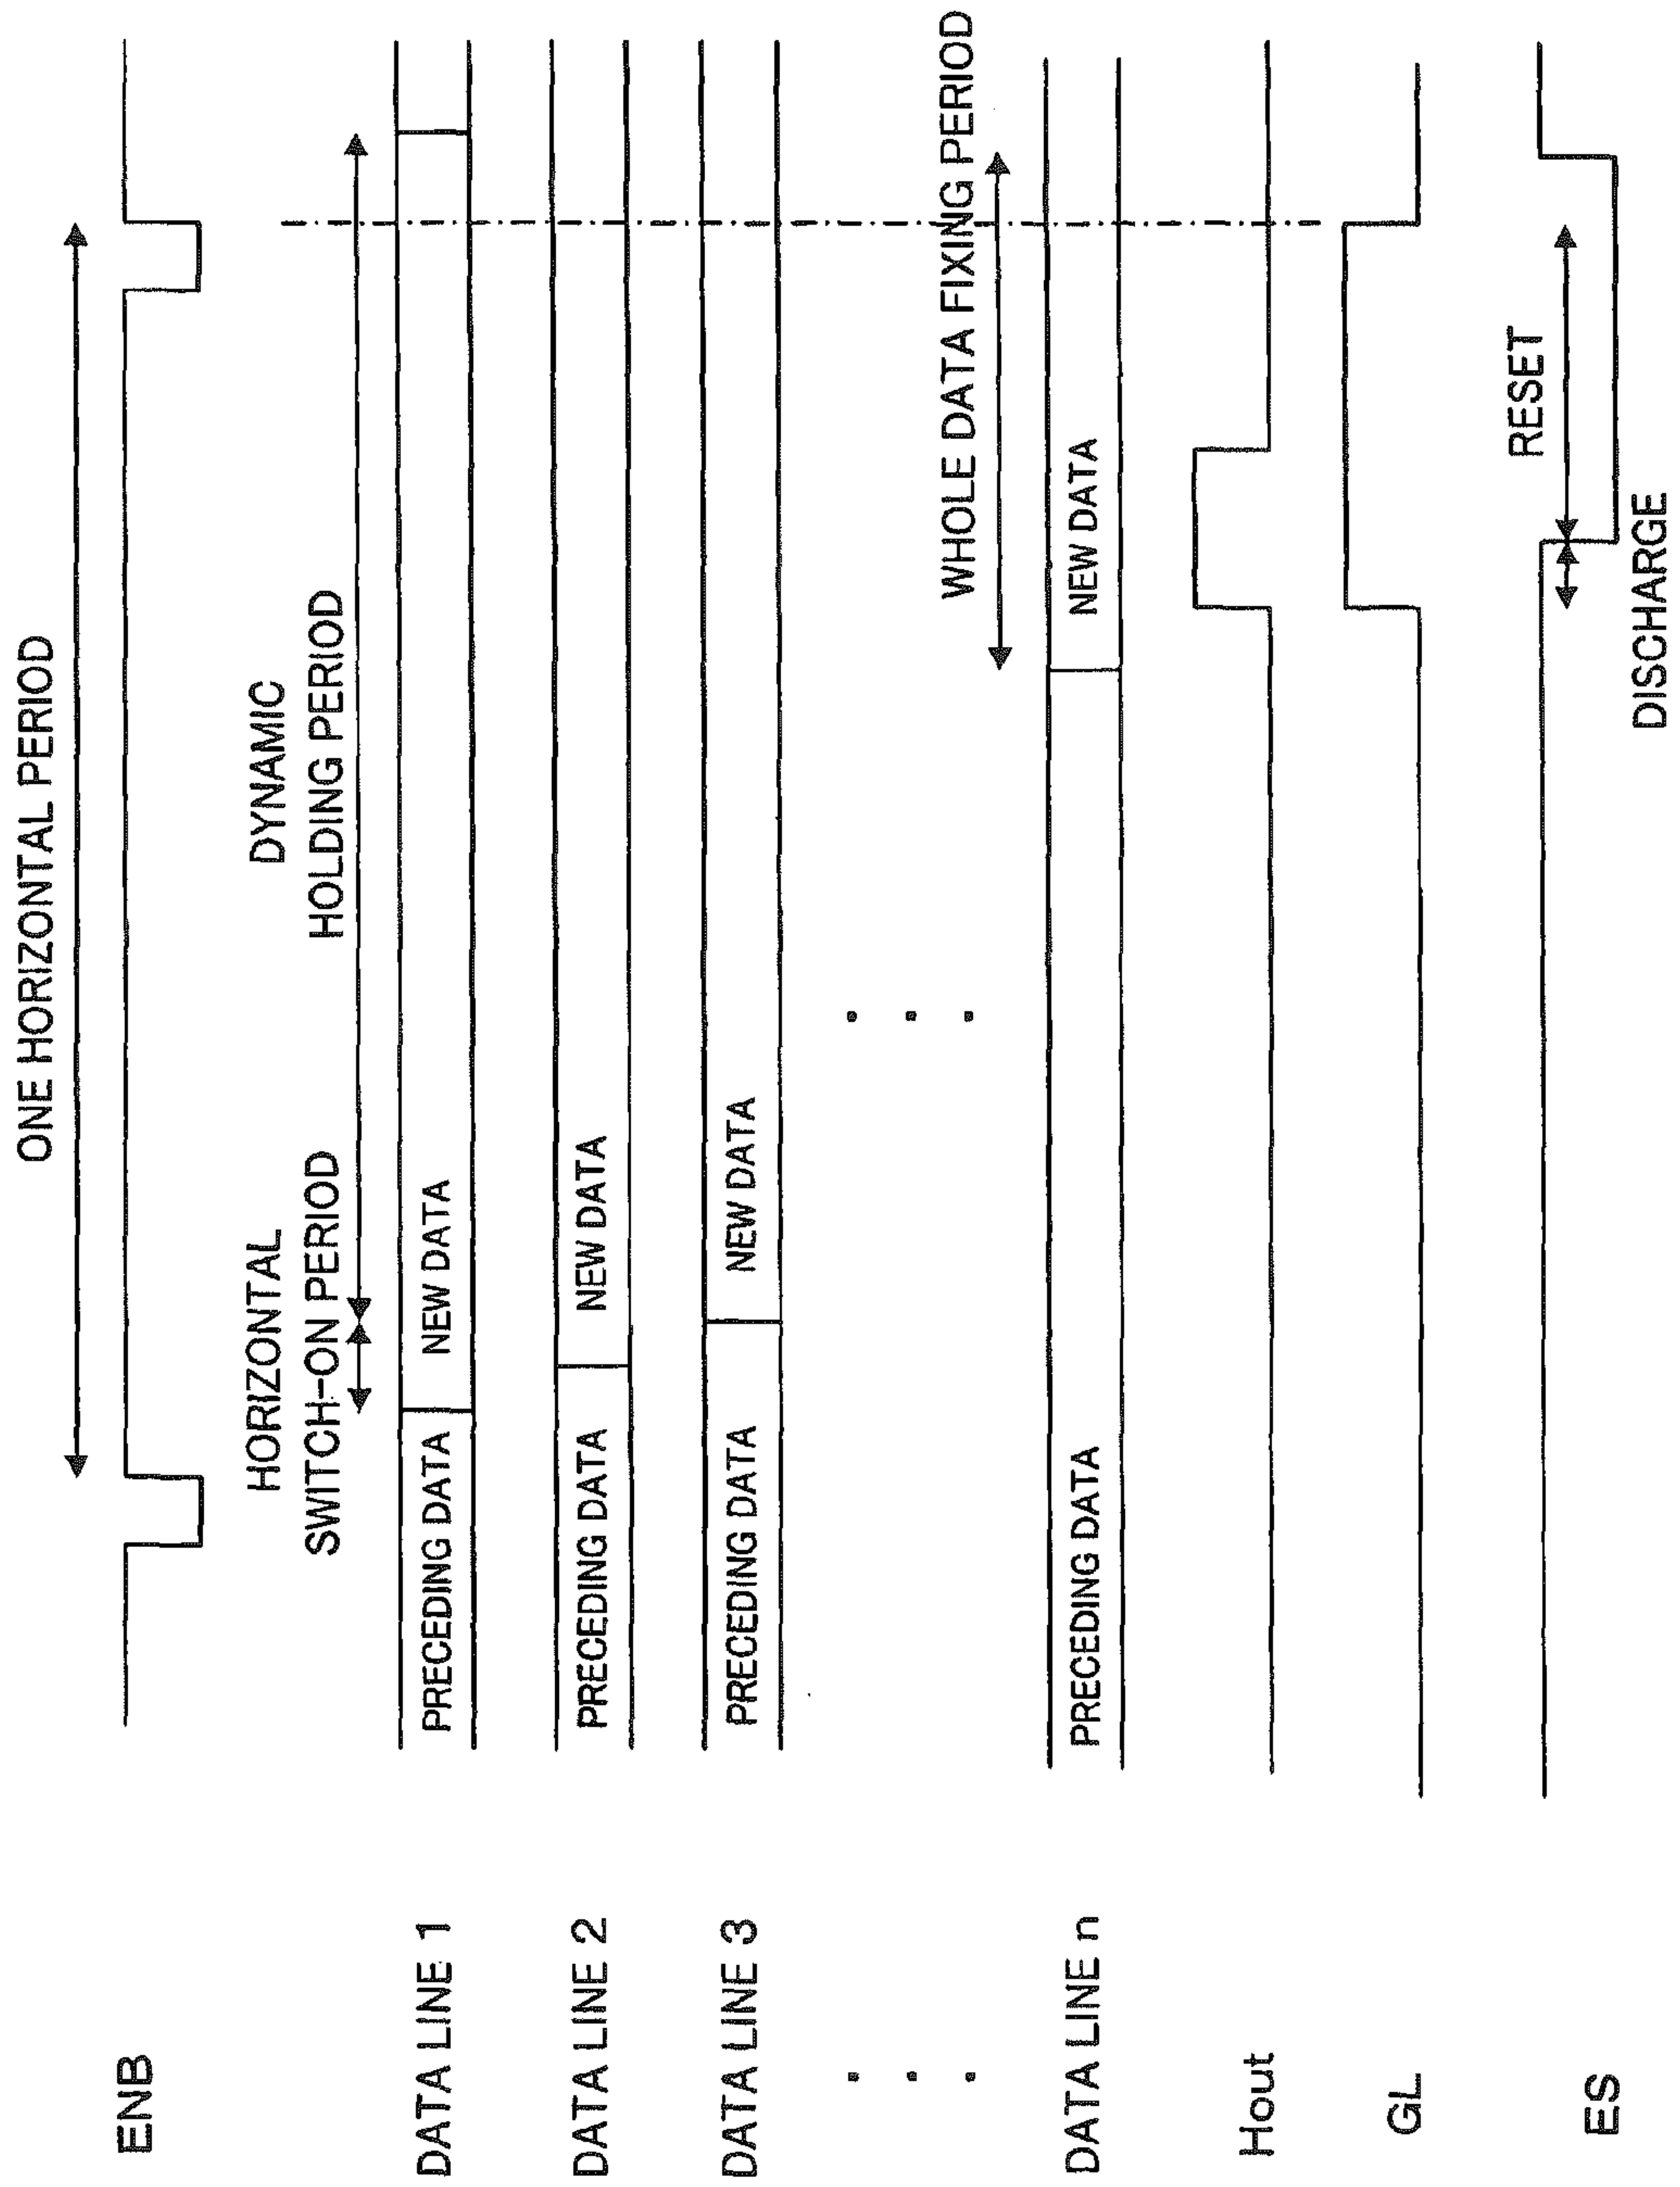 ONE HORIZONTAL PERIOD
ENB
HORIZONTAL
SWITCH-ON PERIOD
DYNAMIC
HOLDING PERIOD
DATA LINE 1
PRECEDING DATA
NEW DATA
DATA LINE 2
PRECEDING DATA
NEW DATA
DATA LINE 3
PRECEDING DATA
NEW DATA
WHOLE DATA FIXING PERIOD
DATA LINE n
PRECEDING DATA
NEW DATA
Hout
GL
RESET
ES
DISCHARGE